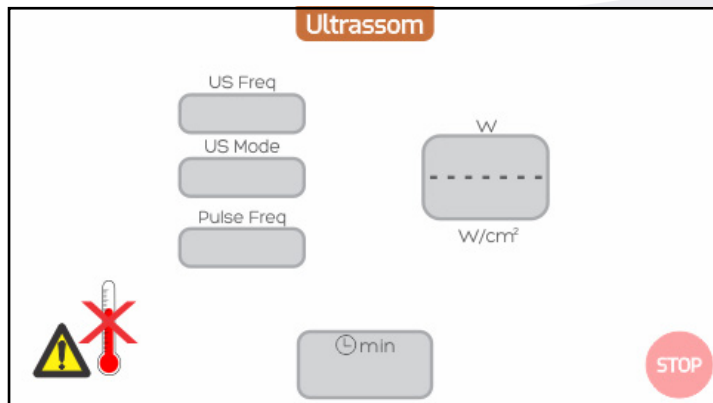 Ultrassom
US Freq
US Mode
W
Pulse Freq
W/cm²
min
STOP